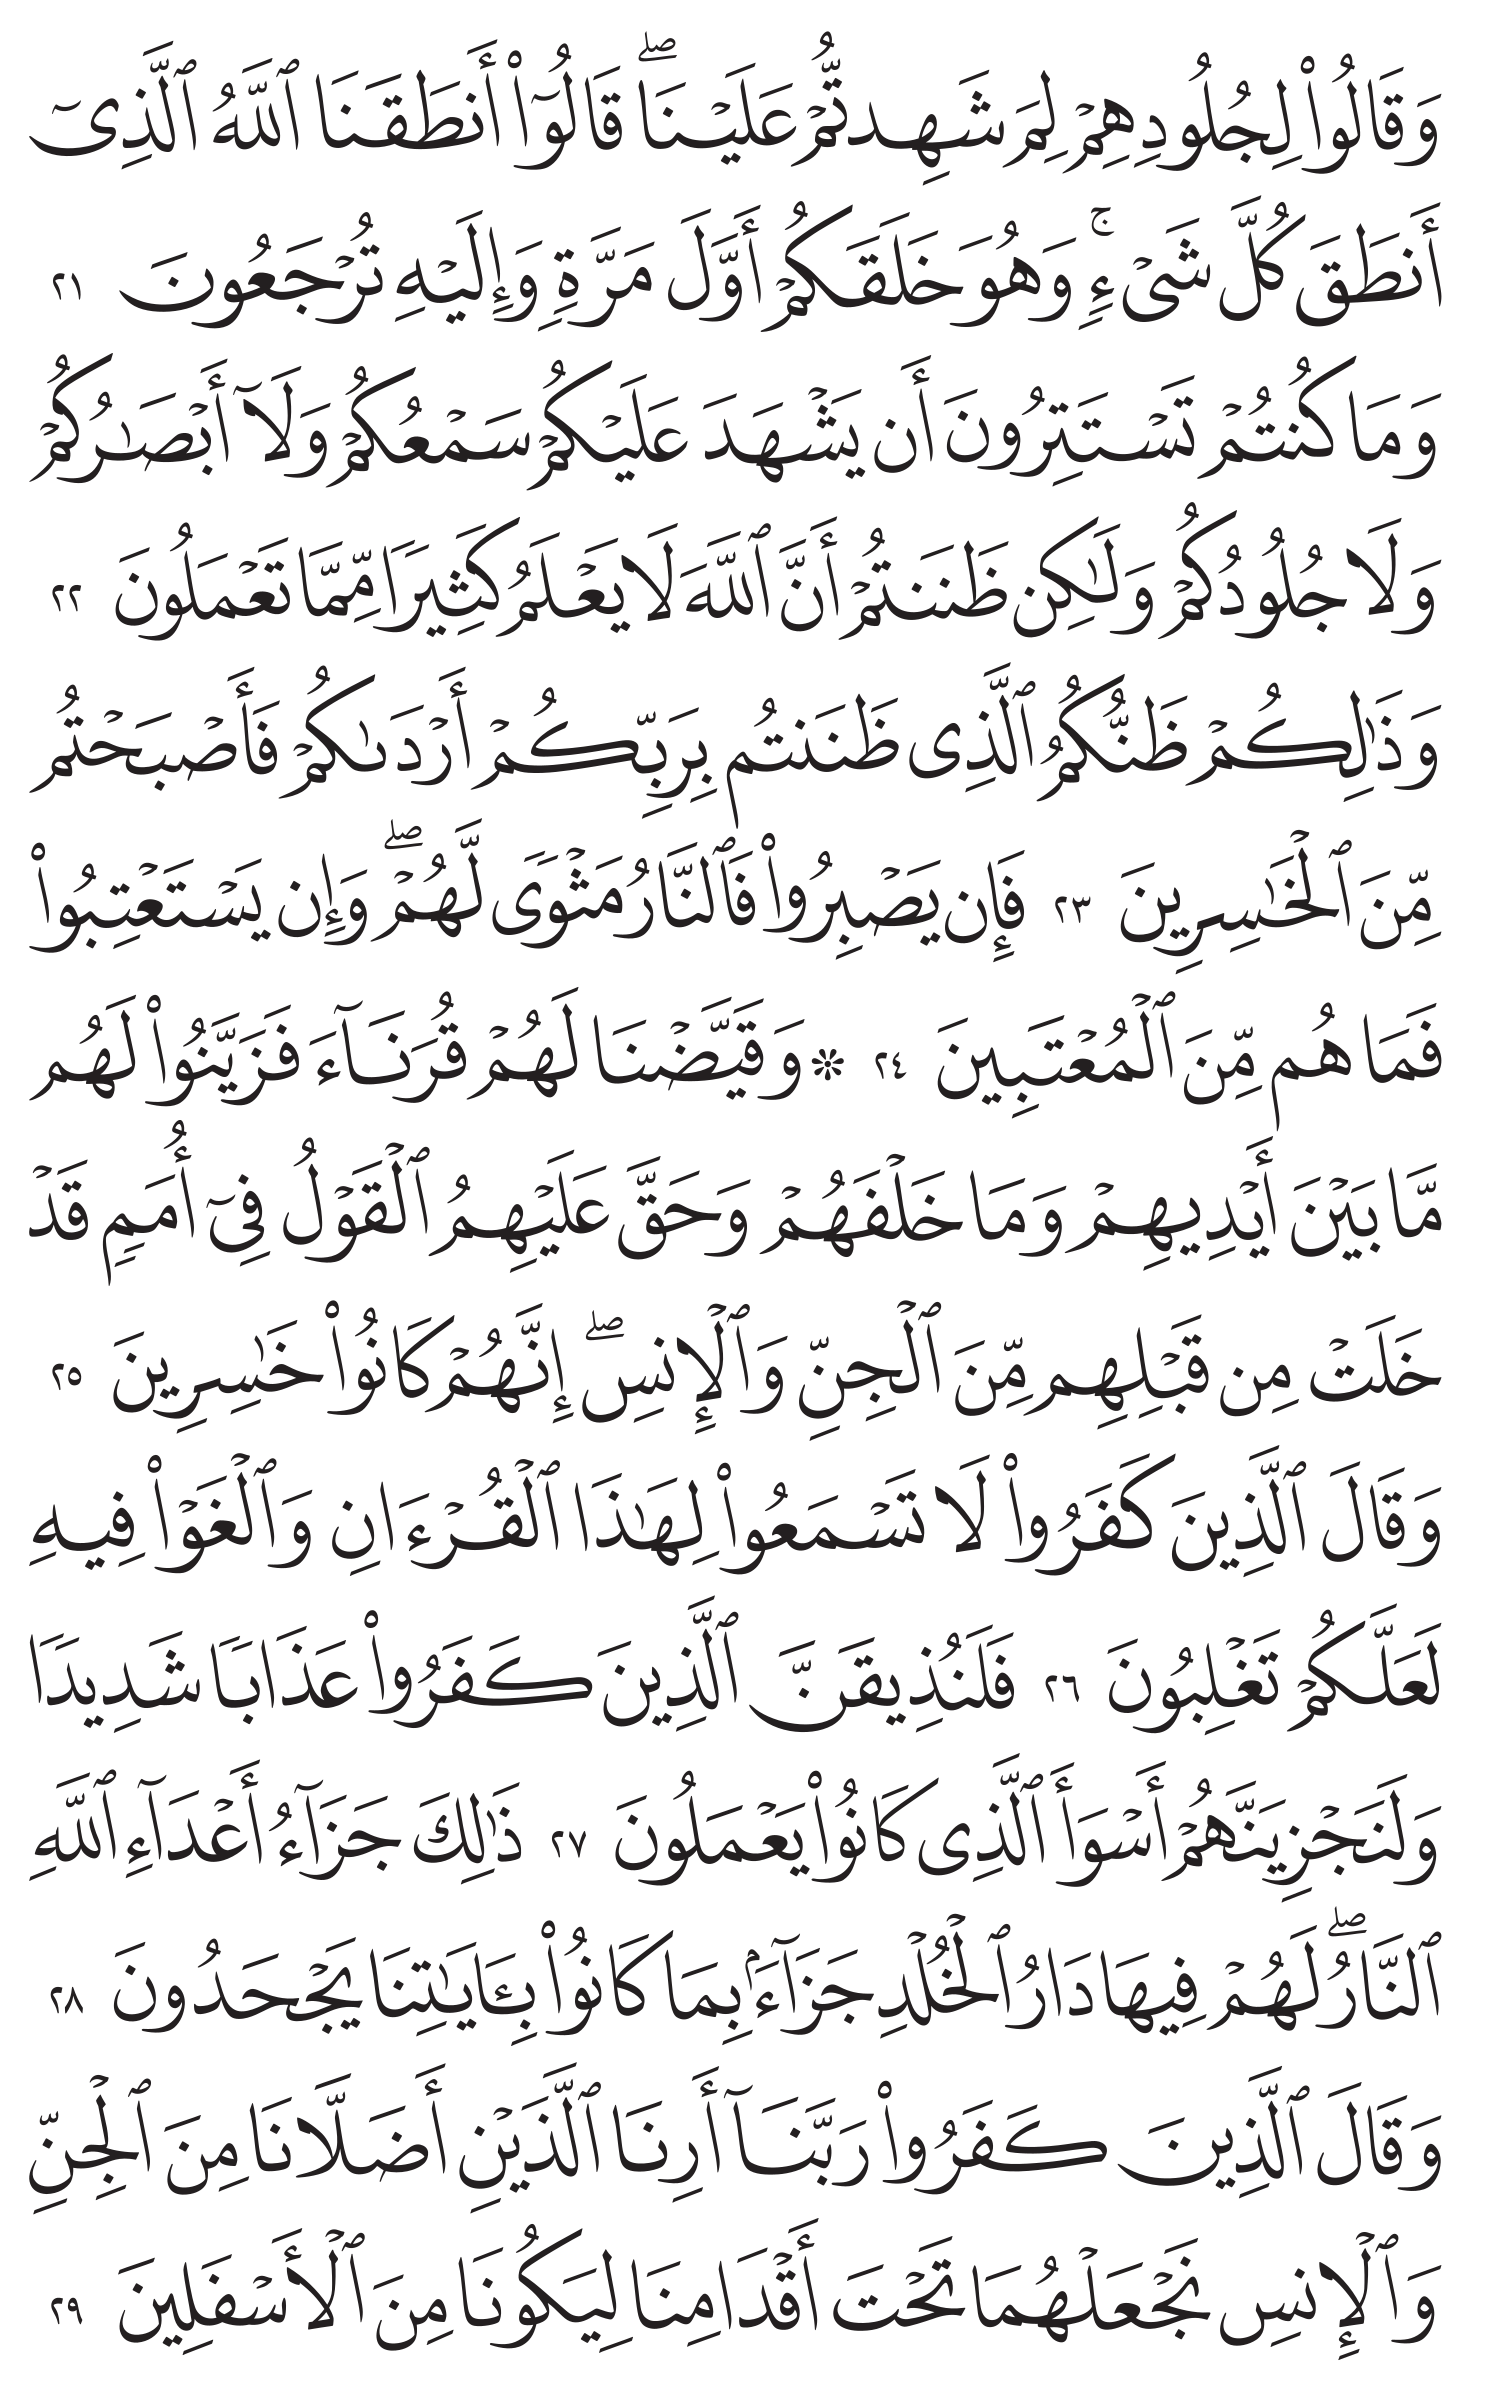 وَقَالُوا۟ لِجُلُودِهِمْ لِمَ شَهِدتُّمْ عَلَيْنَا ۖ قَالُوٓا۟ أَنطَقَنَا ٱللَّهُ ٱلَّذِىٓ
أَنطَقَ كُلَّ شَىْءٍ ۚ وَهُوَ خَلَقَكُمْ أَوَّلَ مَرَّةٍ وَإِلَيْهِ تُرْجَعُونَ ٢١
وَمَا كُنتُمْ تَسْتَتِرُونَ أَن يَشْهَدَ عَلَيْكُمْ سَمْعُكُمْ وَلَآ أَبْصَـٰرُكُمْ
وَلَا جُلُودُكُمْ وَلَـٰكِن ظَنَنتُمْ أَنَّ ٱللَّهَ لَا يَعْلَمُ كَثِيرًا مِّمَّا تَعْمَلُونَ ٢٢
وَذَٰلِكُمْ ظَنُّكُمُ ٱلَّذِى ظَنَنتُم بِرَبِّكُمْ أَرْدَىٰكُمْ فَأَصْبَحْتُم
مِّنَ ٱلْخَـٰسِرِينَ ٢٣ فَإِن يَصْبِرُوا۟ فَٱلنَّارُ مَثْوًى لَّهُمْ ۖ وَإِن يَسْتَعْتِبُوا۟
فَمَا هُم مِّنَ ٱلْمُعْتَبِينَ ٢٤ ۞ وَقَيَّضْنَا لَهُمْ قُرَنَآءَ فَزَيَّنُوا۟ لَهُم
مَّا بَيْنَ أَيْدِيهِمْ وَمَا خَلْفَهُمْ وَحَقَّ عَلَيْهِمُ ٱلْقَوْلُ فِىٓ أُمَمٍ قَدْ
خَلَتْ مِن قَبْلِهِم مِّنَ ٱلْجِنِّ وَٱلْإِنسِ ۖ إِنَّهُمْ كَانُوا۟ خَـٰسِرِينَ ٢٥
وَقَالَ ٱلَّذِينَ كَفَرُوا۟ لَا تَسْمَعُوا۟ لِهَـٰذَا ٱلْقُرْءَانِ وَٱلْغَوْا۟ فِيهِ
لَعَلَّكُمْ تَغْلِبُونَ ٢٦ فَلَنُذِيقَنَّ ٱلَّذِينَ كَفَرُوا۟ عَذَابًا شَدِيدًا
وَلَنَجْزِيَنَّهُمْ أَسْوَأَ ٱلَّذِى كَانُوا۟ يَعْمَلُونَ ٢٧ ذَٰلِكَ جَزَآءُ أَعْدَآءِ ٱللَّهِ
ٱلنَّارُ ۖ لَهُمْ فِيهَا دَارُ ٱلْخُلْدِ جَزَآءًۢ بِمَا كَانُوا۟ بِـَٔايَـٰتِنَا يَجْحَدُونَ ٢٨
وَقَالَ ٱلَّذِينَ كَفَرُوا۟ رَبَّنَآ أَرِنَا ٱلَّذَيْنِ أَضَلَّانَا مِنَ ٱلْجِنِّ
وَٱلْإِنسِ نَجْعَلْهُمَا تَحْتَ أَقْدَامِنَا لِيَكُونَا مِنَ ٱلْأَسْفَلِينَ ٢٩